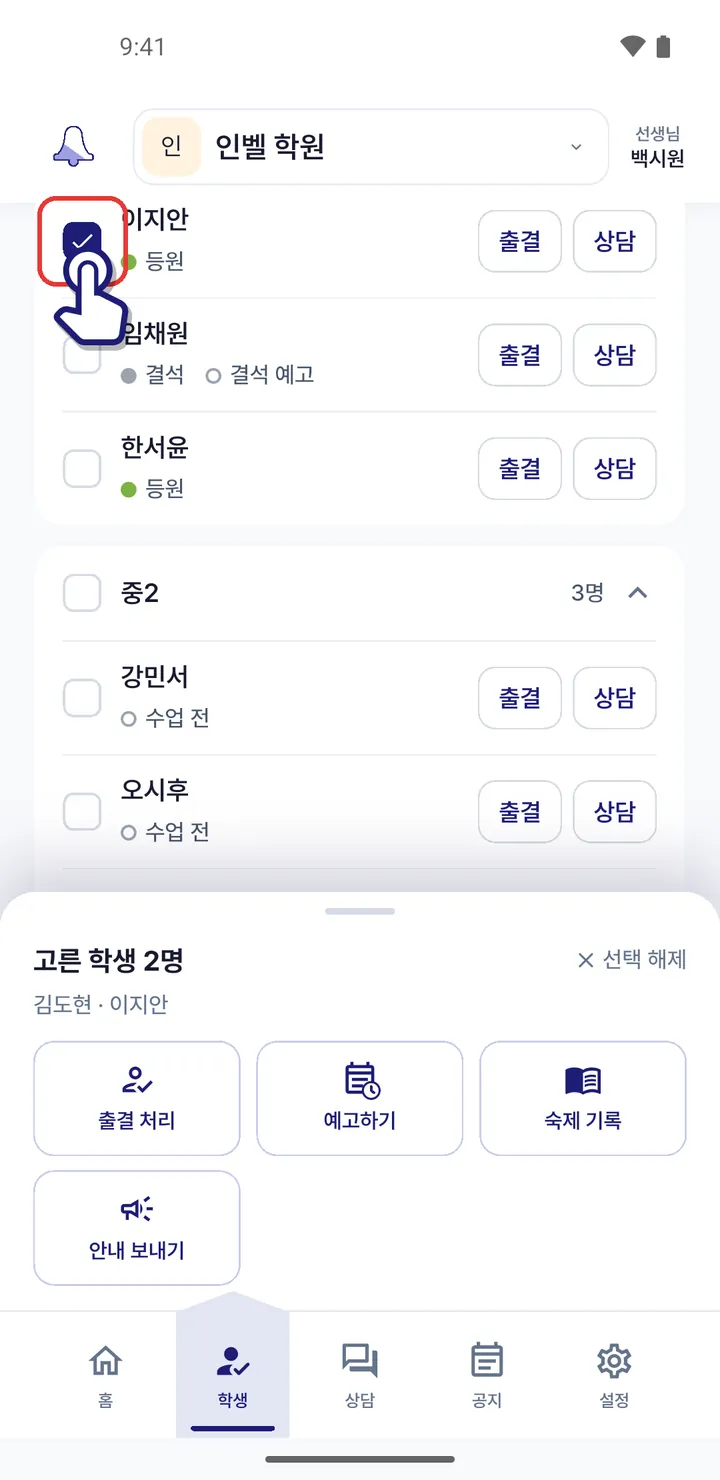 9:41
인 인벨 학원
선생님
백시원
이지안
등원
출결 상담
임채원
결석 결석 예고
출결 상담
한서윤
등원
출결 상담
중2 3명
강민서
수업 전
출결 상담
오시후
수업 전
출결 상담
고른 학생 2명 선택 해제
김도현 · 이지안
출결 처리 예고하기 숙제 기록
안내 보내기
홈 학생 상담 공지 설정